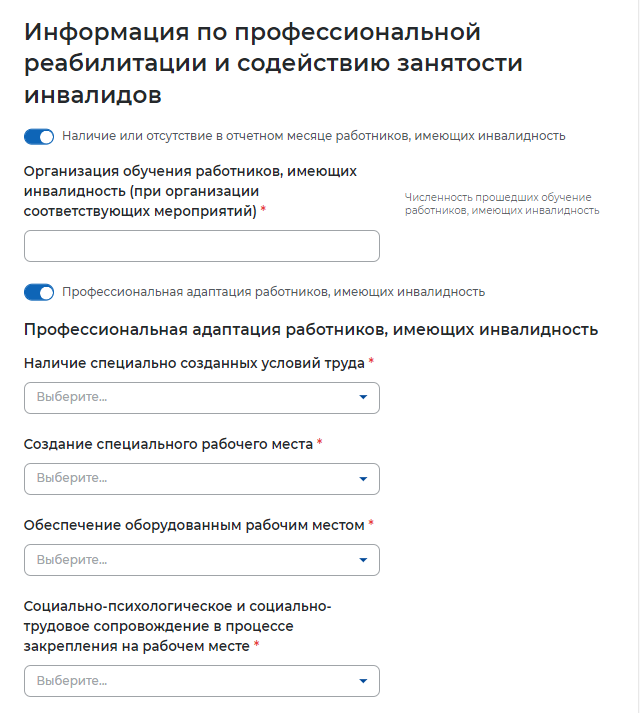 Информация по профессиональной
реабилитации и содействию занятости
инвалидов
Наличие или отсутствие в отчетном месяце работников, имеющих инвалидность
Организация обучения работников, имеющих
инвалидность (при организации
соответствующих мероприятий) *
Численность прошедших обучение
работников, имеющих инвалидность
Профессиональная адаптация работников, имеющих инвалидность
Профессиональная адаптация работников, имеющих инвалидность
Наличие специально созданных условий труда *
Выберите...
Создание специального рабочего места *
Выберите...
Обеспечение оборудованным рабочим местом *
Выберите...
Социально-психологическое и социально-
трудовое сопровождение в процессе
закрепления на рабочем месте *
Выберите...